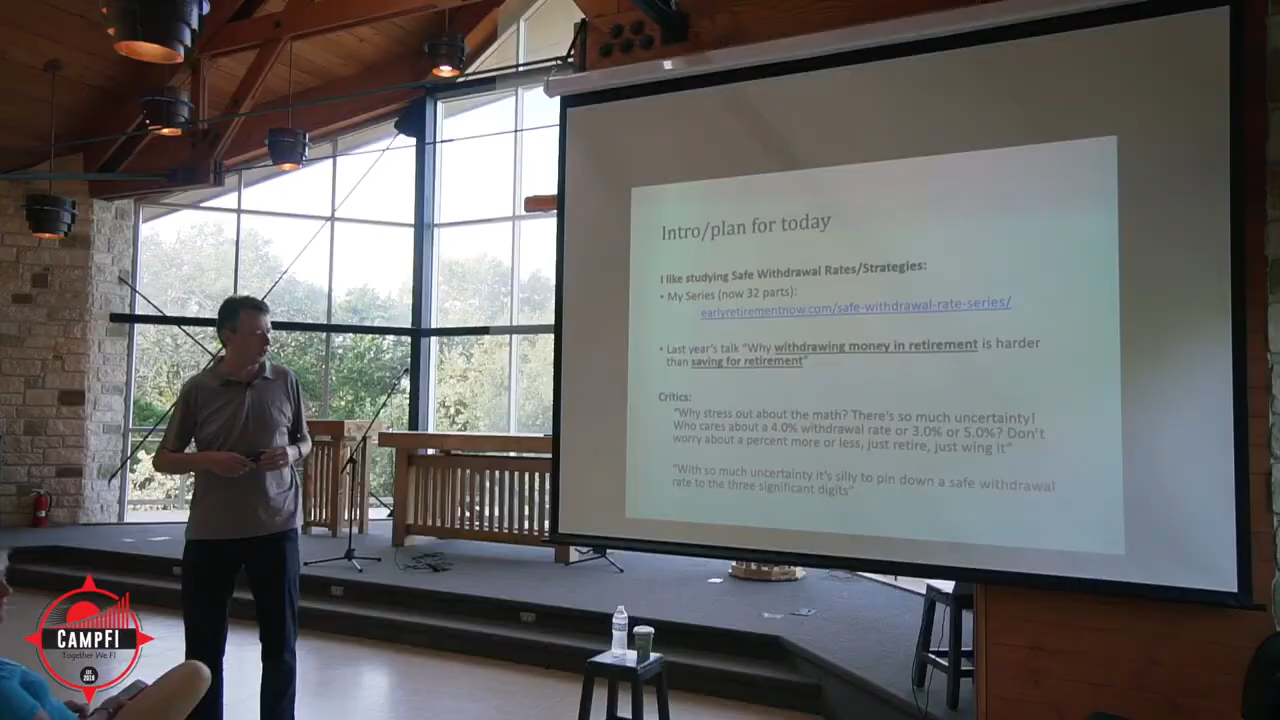 Intro/plan for today
I like studying Safe Withdrawal Rates/Strategies:
• My Series (now 32 parts):
earlyretirementnow.com/safe-withdrawal-rate-series/
• Last year's talk "Why withdrawing money in retirement is harder
than saving for retirement"
Critics:
"Why stress out about the math? There's so much uncertainty!
Who cares about a 4.0% withdrawal rate or 3.0% or 5.0%? Don't
worry about a percent more or less, just retire, just wing it"
"With so much uncertainty it's silly to pin down a safe withdrawal
rate to the three significant digits"
CAMPFI
Together We FI
EST.
2018